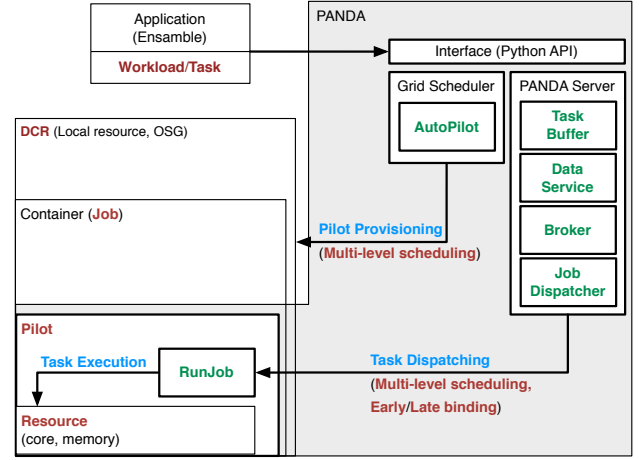 PANDA
Application
(Ensamble)
Workload/Task
Interface (Python API)
Grid Scheduler
AutoPilot
PANDA Server
Task
Buffer
Data
Service
Broker
Job
Dispatcher
DCR (Local resource, OSG)
Container (Job)
Pilot Provisioning
(Multi-level scheduling)
Pilot
Task Execution
RunJob
Task Dispatching
(Multi-level scheduling,
Early/Late binding)
Resource
(core, memory)